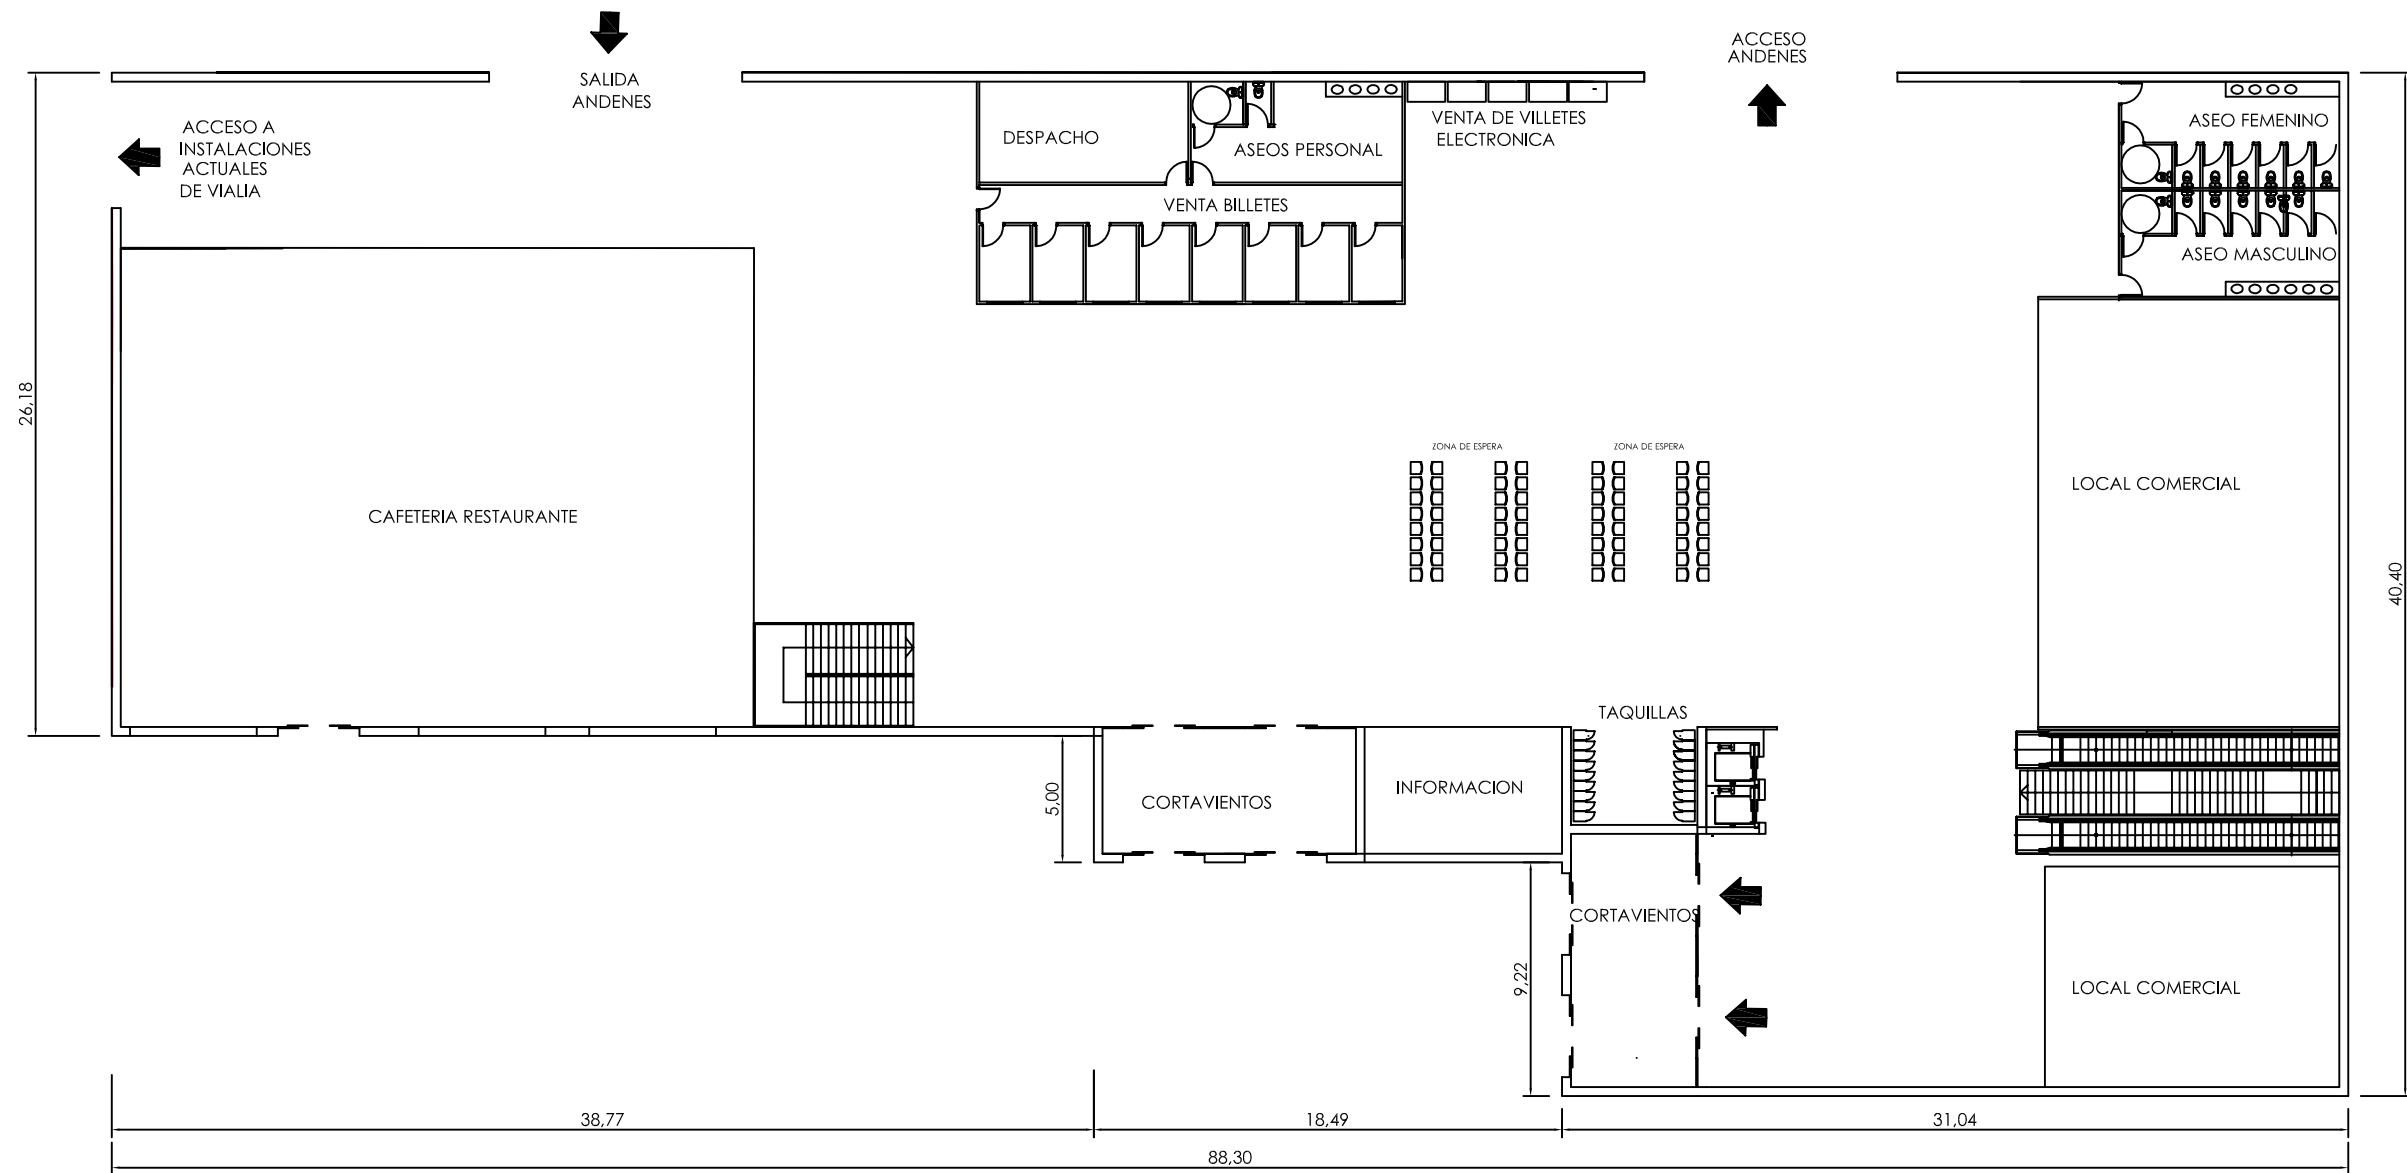 SALIDA
ANDENES
ACCESO
ANDENES
ACCESO A
INSTALACIONES
ACTUALES
DE VIALIA
DESPACHO
ASEOS PERSONAL
VENTA DE VILLETES
ELECTRONICA
ASEO FEMENINO
VENTA BILLETES
ASEO MASCULINO
26,18
ZONA DE ESPERA
ZONA DE ESPERA
CAFETERIA RESTAURANTE
LOCAL COMERCIAL
40,40
TAQUILLAS
5,00
CORTAVIENTOS
INFORMACION
CORTAVIENTOS
9,22
LOCAL COMERCIAL
38,77
18,49
31,04
88,30